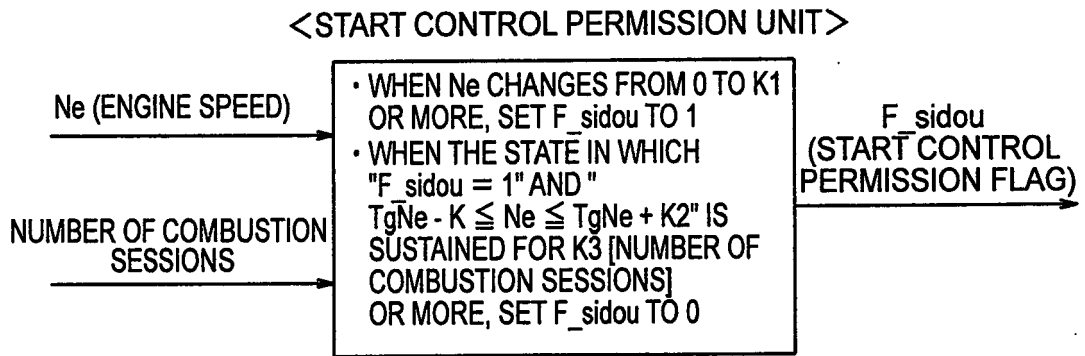 <START CONTROL PERMISSION UNIT>
Ne (ENGINE SPEED)
NUMBER OF COMBUSTION
SESSIONS
・WHEN Ne CHANGES FROM 0 TO K1
OR MORE, SET F_sidou TO 1
・WHEN THE STATE IN WHICH
"F_sidou = 1" AND "
TgNe - K ≦ Ne ≦ TgNe + K2" IS
SUSTAINED FOR K3 [NUMBER OF
COMBUSTION SESSIONS]
OR MORE, SET F_sidou TO 0
F_sidou
(START CONTROL
PERMISSION FLAG)